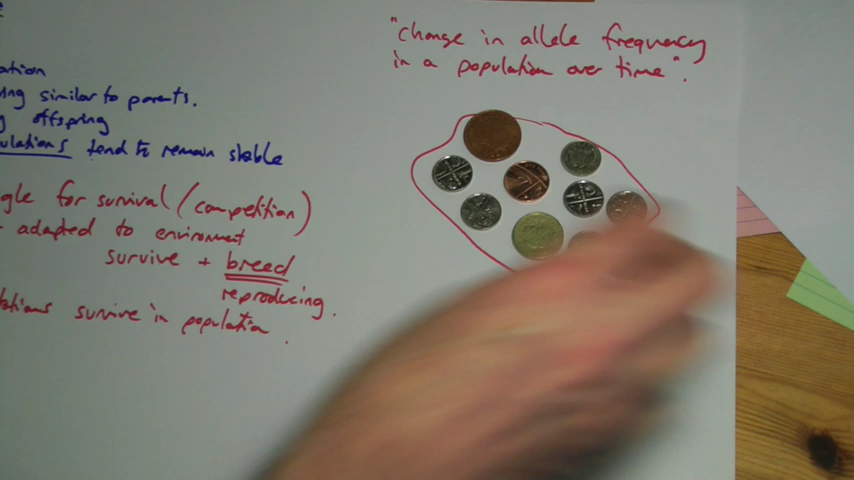 ation
ing similar to parents.
g offspring
ulations tend to remain stable
gle for survival (competition)
adapted to environment
survive + breed
reproducing.
tations survive in population.
"change in allele frequency
in a population over time".